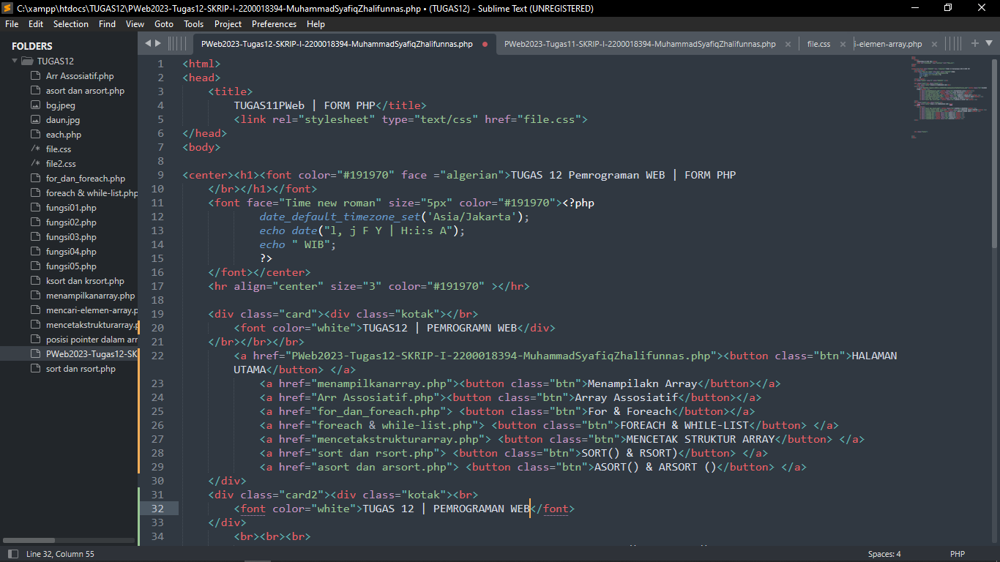 C:\xampp\htdocs\TUGAS12\PWeb2023-Tugas12-SKRIP-I-2200018394-MuhammadSyafiqZhalifunnas.php • (TUGAS12) - Sublime Text (UNREGISTERED)
File Edit Selection Find View Goto Tools Project Preferences Help
PWeb2023-Tugas12-SKRIP-I-2200018394-MuhammadSyafiqZhalifunnas.php PWeb2023-Tugas11-SKRIP-I-2200018394-MuhammadSyafiqZhalifunnas.php file.css i-elemen-array.php
FOLDERS
TUGAS12
Arr Assosiatif.php
asort dan arsort.php
bg.jpeg
daun.jpg
each.php
/* file.css
/* file2.css
for_dan_foreach.php
foreach & while-list.php
fungsi01.php
fungsi02.php
fungsi03.php
fungsi04.php
fungsi05.php
ksort dan krsort.php
menampilkanarray.php
mencari-elemen-array.p
mencetakstrukturarray.p
posisi pointer dalam arr
PWeb2023-Tugas12-SK
sort dan rsort.php
1 <html>
2 <head>
3 <title>
4 TUGAS11PWeb | FORM PHP</title>
5 <link rel="stylesheet" type="text/css" href="file.css">
6 </head>
7 <body>
8
9 <center><h1><font color="#191970" face ="algerian">TUGAS 12 Pemrograman WEB | FORM PHP
10 </br></h1></font>
11 <font face="Time new roman" size="5px" color="#191970"><?php
12 date_default_timezone_set('Asia/Jakarta');
13 echo date("l, j F Y | H:i:s A");
14 echo " WIB";
15 ?>
16 </font></center>
17 <hr align="center" size="3" color="#191970" ></hr>
18
19 <div class="card"><div class="kotak"></br>
20 <font color="white">TUGAS12 | PEMROGRAMN WEB</div>
21 </br></br></br>
22 <a href="PWeb2023-Tugas12-SKRIP-I-2200018394-MuhammadSyafiqZhalifunnas.php"><button class="btn">HALAMAN
UTAMA</button> </a>
23 <a href="menampilkanarray.php"><button class="btn">Menampilakn Array</button></a>
24 <a href="Arr Assosiatif.php"><button class="btn">Array Assosiatif</button></a>
25 <a href="for_dan_foreach.php"> <button class="btn">For & Foreach</button></a>
26 <a href="foreach & while-list.php"> <button class="btn">FOREACH & WHILE-LIST</button> </a>
27 <a href="mencetakstrukturarray.php"> <button class="btn">MENCETAK STRUKTUR ARRAY</button> </a>
28 <a href="sort dan rsort.php"> <button class="btn">SORT() & RSORT)</button> </a>
29 <a href="asort dan arsort.php"> <button class="btn">ASORT() & ARSORT ()</button> </a>
30 </div>
31 <div class="card2"><div class="kotak"><br>
32 <font color="white">TUGAS 12 | PEMROGRAMAN WEB</font>
33 </div>
34 <br><br><br>
Line 32, Column 55 Spaces: 4 PHP